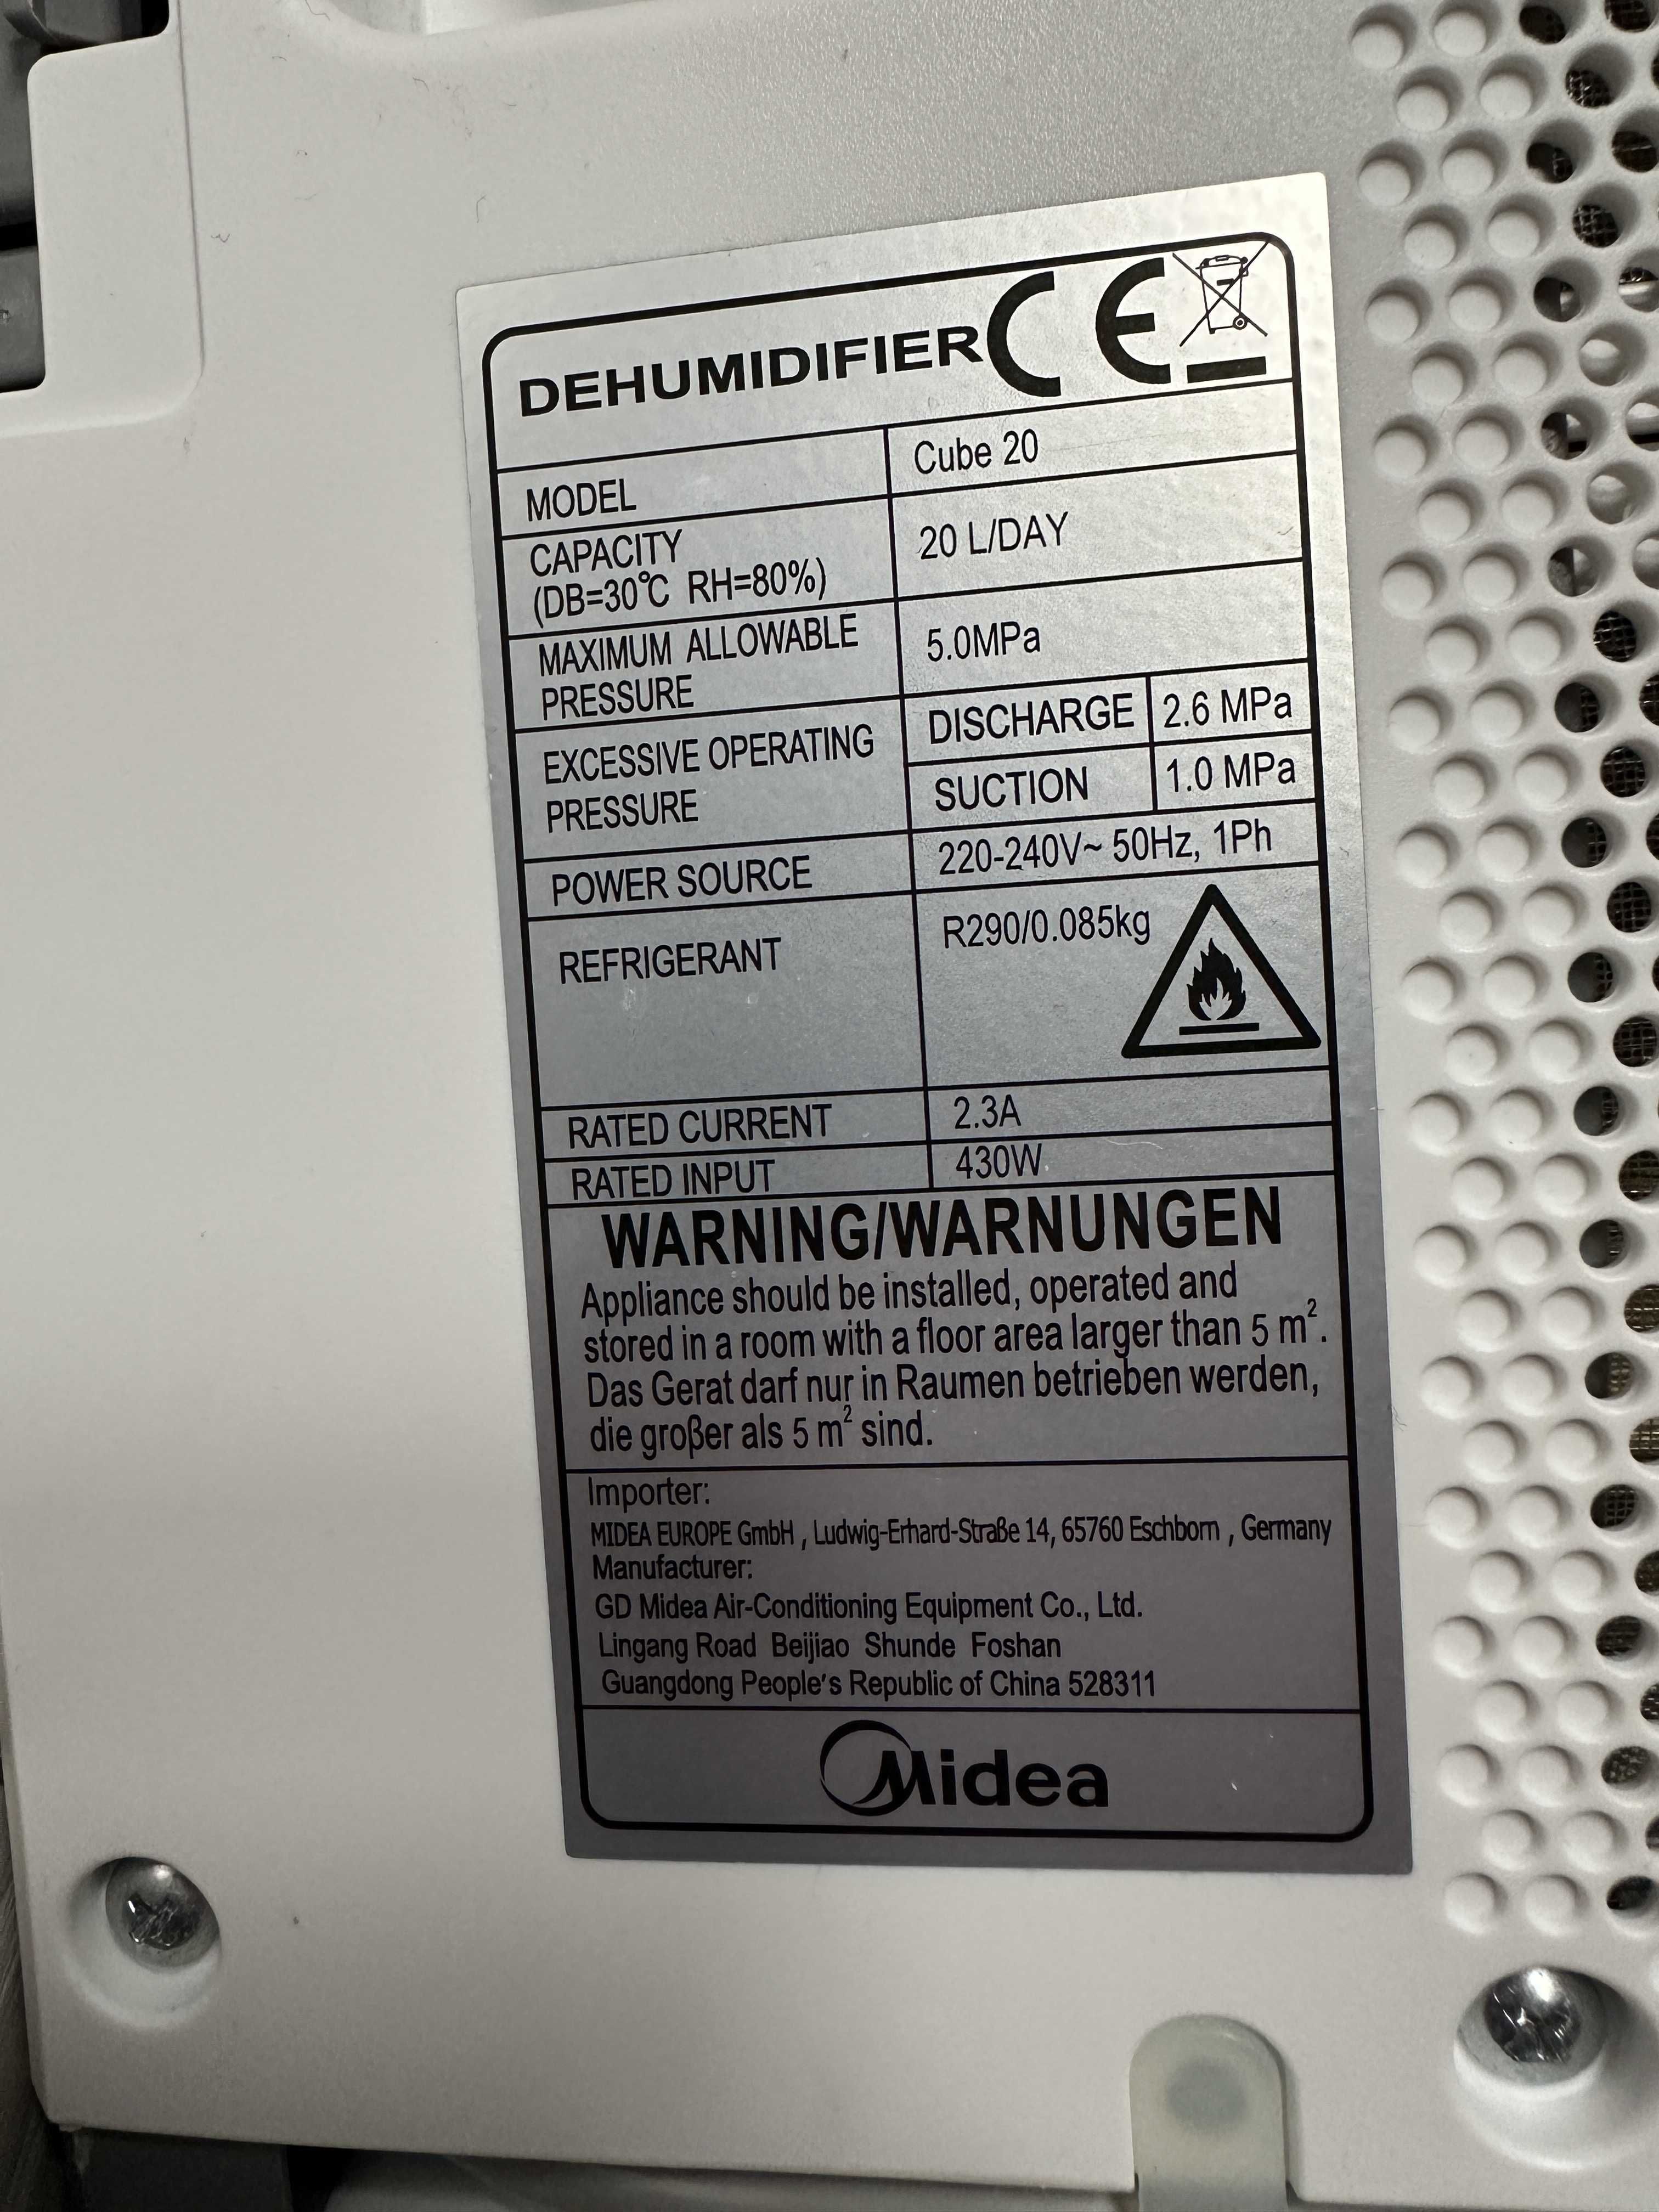 DEHUMIDIFIER CE
MODEL Cube 20
CAPACITY
(DB=30℃ RH=80%) 20 L/DAY
MAXIMUM ALLOWABLE
PRESSURE 5.0MPa
EXCESSIVE OPERATING
PRESSURE
DISCHARGE 2.6 MPa
SUCTION 1.0 MPa
POWER SOURCE 220-240V~ 50Hz, 1Ph
REFRIGERANT R290/0.085kg
RATED CURRENT 2.3A
RATED INPUT 430W
WARNING/WARNUNGEN
Appliance should be installed, operated and
stored in a room with a floor area larger than 5 m².
Das Gerat darf nur in Raumen betrieben werden,
die großer als 5 m² sind.
Importer:
MIDEA EUROPE GmbH , Ludwig-Erhard-Straße 14, 65760 Eschborn , Germany
Manufacturer:
GD Midea Air-Conditioning Equipment Co., Ltd.
Lingang Road Beijiao Shunde Foshan
Guangdong People's Republic of China 528311
Midea